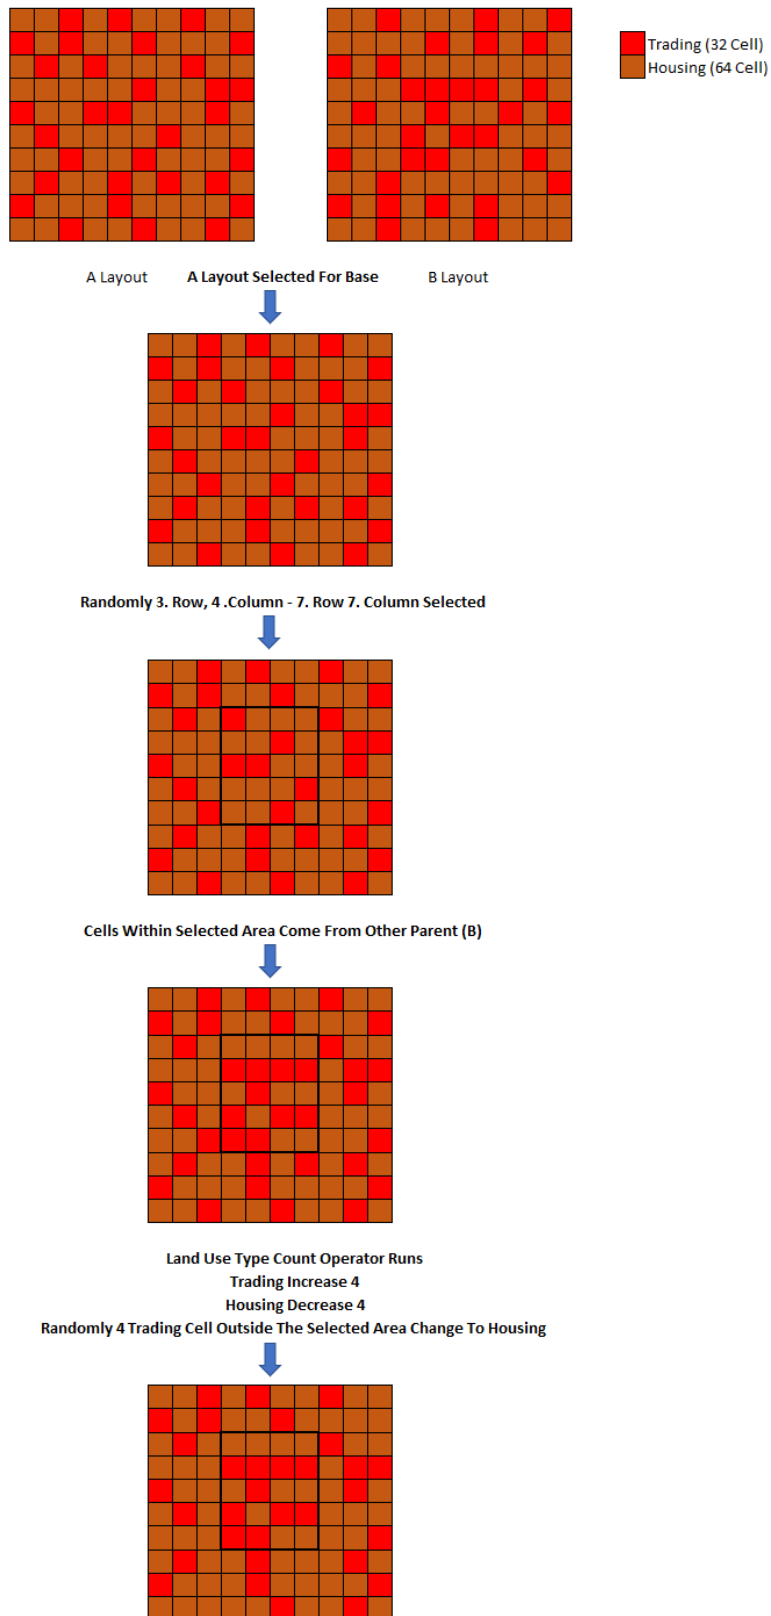 Trading (32 Cell)
Housing (64 Cell)
A Layout
A Layout Selected For Base
B Layout
Randomly 3. Row, 4 .Column - 7. Row 7. Column Selected
Cells Within Selected Area Come From Other Parent (B)
Land Use Type Count Operator Runs
Trading Increase 4
Housing Decrease 4
Randomly 4 Trading Cell Outside The Selected Area Change To Housing